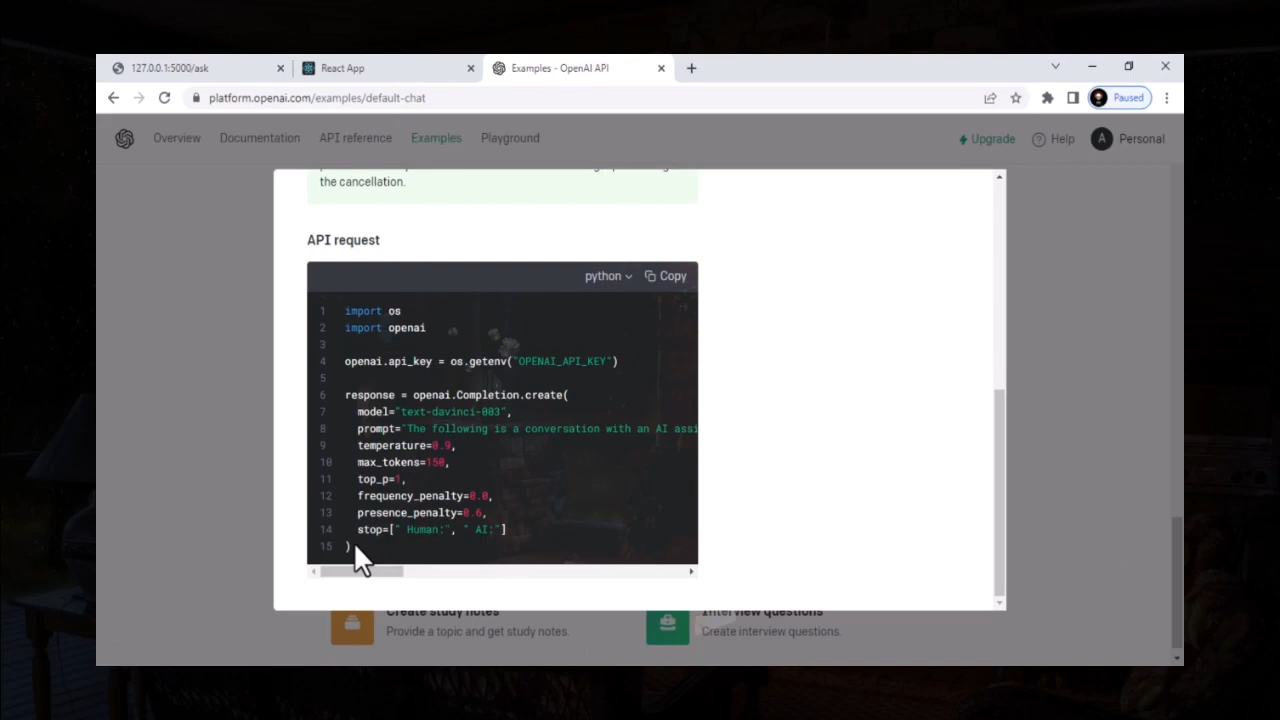 127.0.0.1:5000/ask
React App
Examples - OpenAI API
platform.openai.com/examples/default-chat
Paused
Overview
Documentation
API reference
Examples
Playground
Upgrade
Help
A
Personal
the cancellation.
API request
python
Copy
1 import os
2 import openai
3
4 openai.api_key = os.getenv("OPENAI_API_KEY")
5
6 response = openai.Completion.create(
7 model="text-davinci-003",
8 prompt="The following is a conversation with an AI assi
9 temperature=0.9,
10 max_tokens=150,
11 top_p=1,
12 frequency_penalty=0.0,
13 presence_penalty=0.6,
14 stop=[" Human:", " AI:"]
15 )
Create study notes
Interview questions
Provide a topic and get study notes.
Create interview questions.